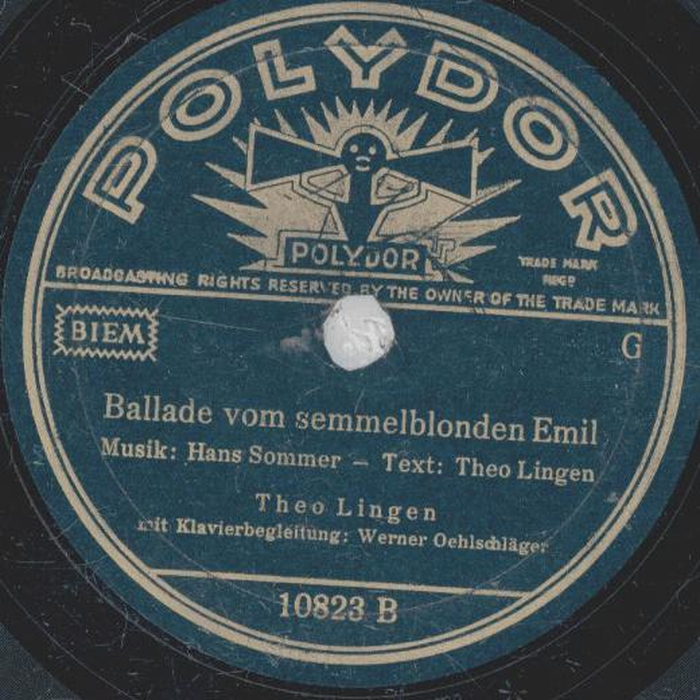 POLYDOR
POLYDOR
TRADE MARK
REGD
BROADCASTING RIGHTS RESERVED BY THE OWNER OF THE TRADE MARK
BIEM
G
Ballade vom semmelblonden Emil
Musik: Hans Sommer – Text: Theo Lingen
Theo Lingen
mit Klavierbegleitung: Werner Oehlschläger
10823 B